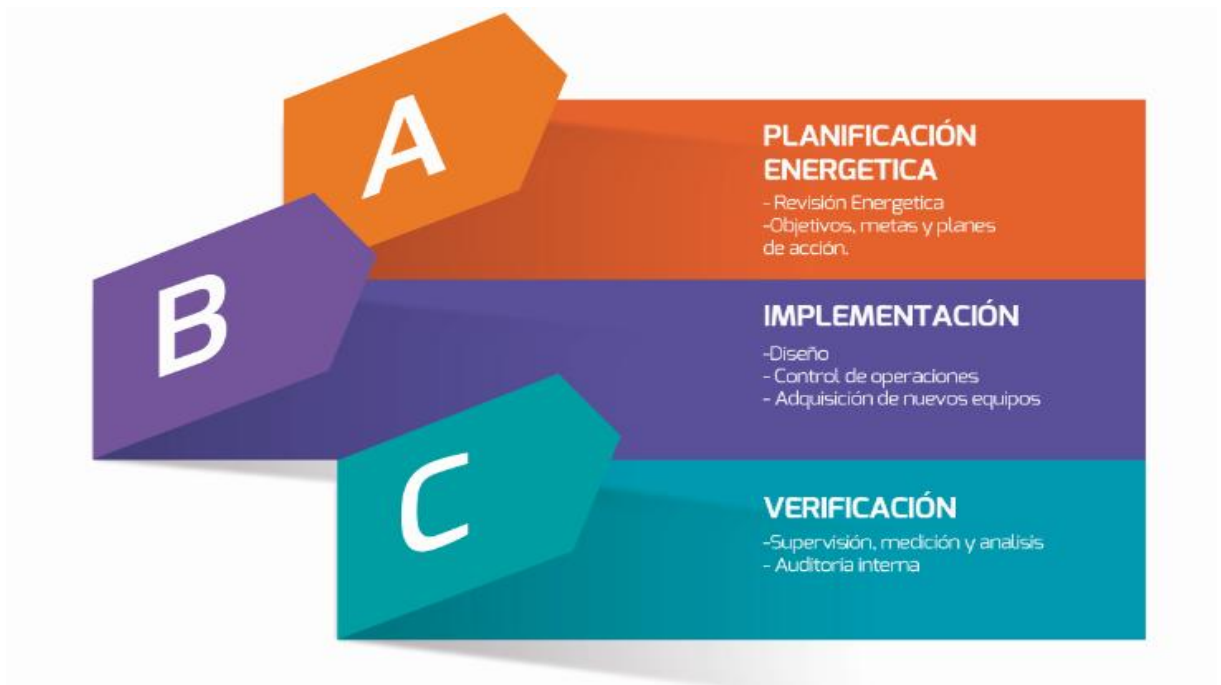 A
PLANIFICACIÓN
ENERGETICA
- Revisión Energetica
-Objetivos, metas y planes
de acción.
B
IMPLEMENTACIÓN
-Diseño
- Control de operaciones
- Adquisición de nuevos equipos
C
VERIFICACIÓN
-Supervisión, medición y analisis
- Auditoria interna